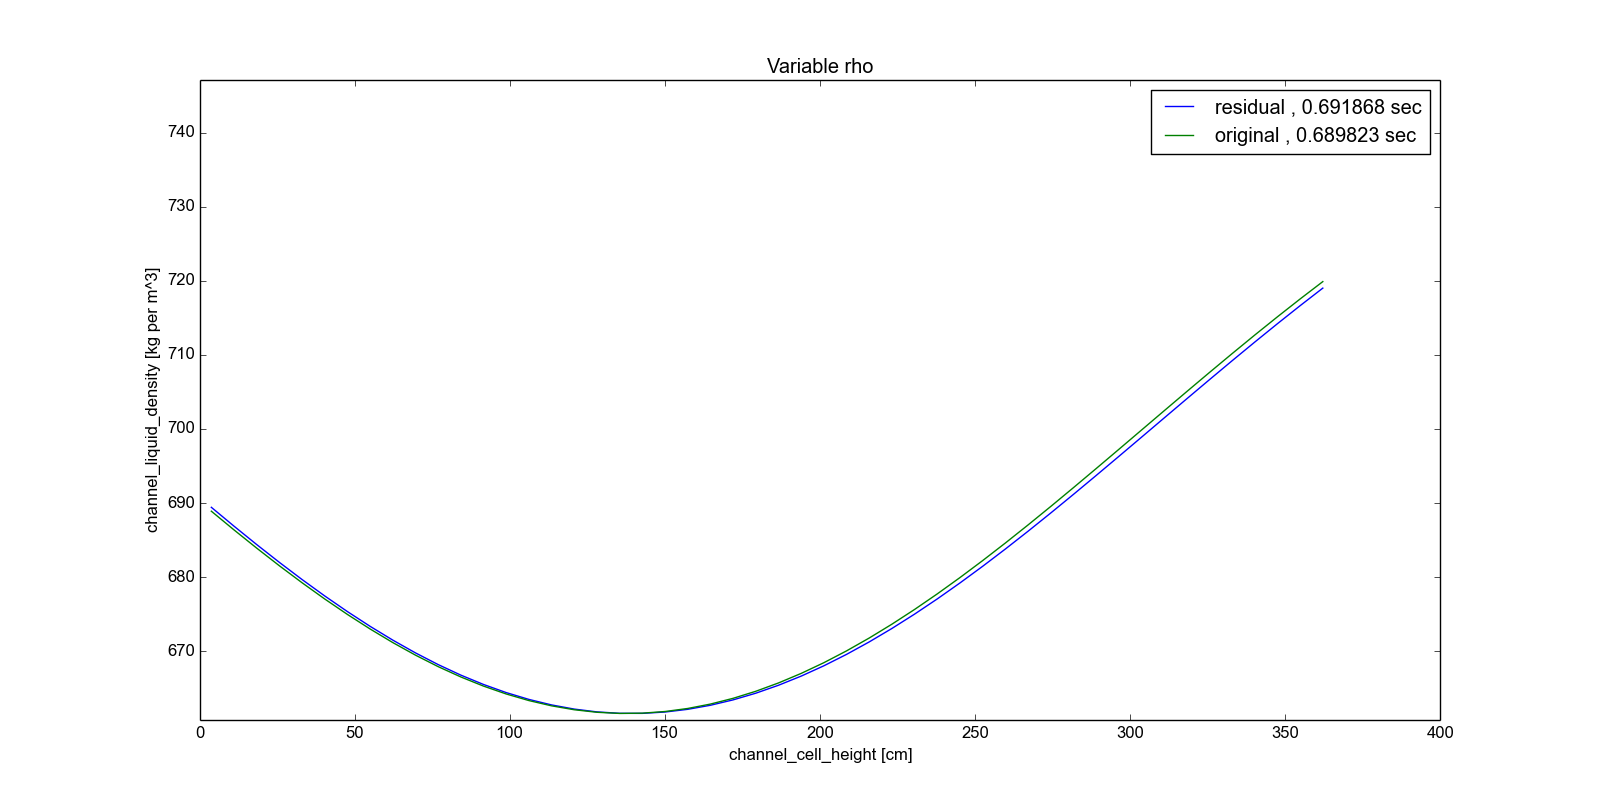 Variable rho
residual , 0.691868 sec
original , 0.689823 sec
740
730
720
710
700
690
680
670
channel_liquid_density [kg per m^3]
0 50 100 150 200 250 300 350 400
channel_cell_height [cm]